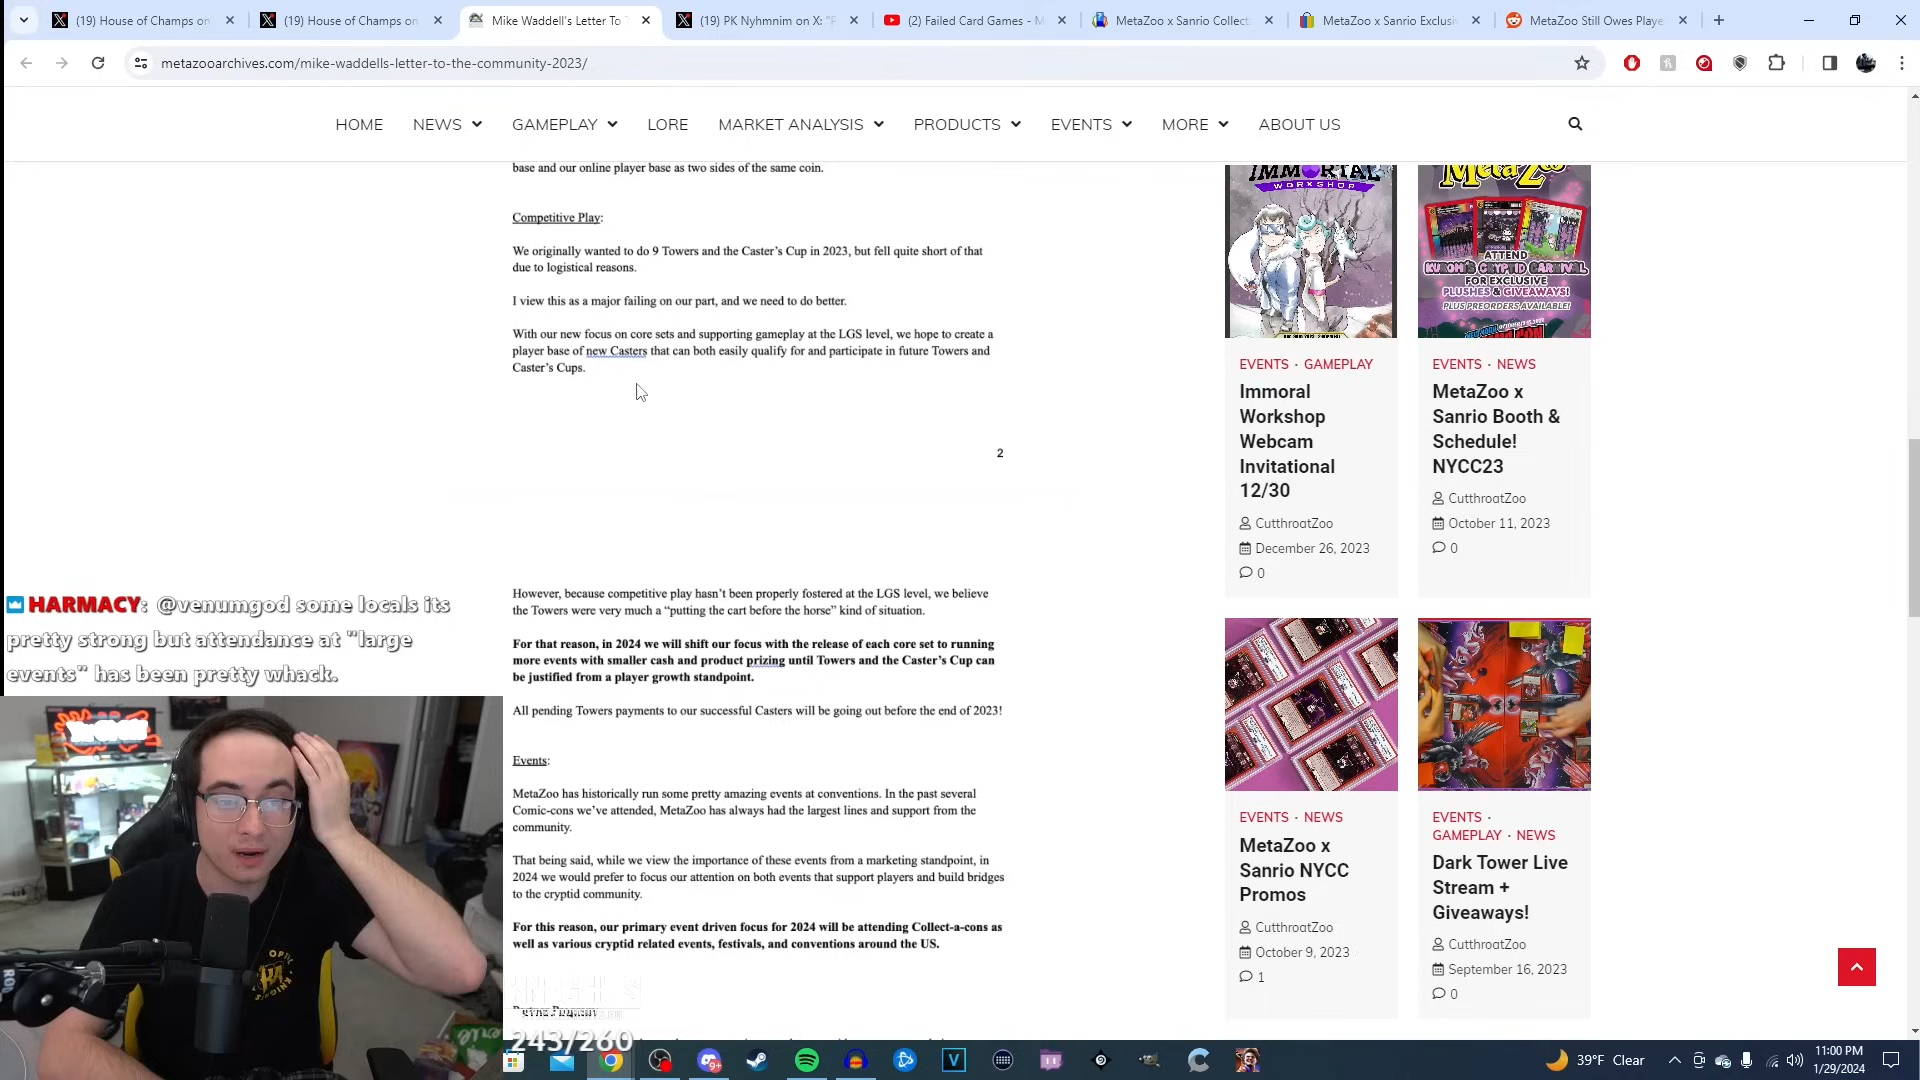 (19) House of Champs on
(19) House of Champs on
Mike Waddell's Letter To T
(19) PK Nyhmnim on X: "P
(2) Failed Card Games - M
MetaZoo x Sanrio Collect
MetaZoo x Sanrio Exclusi
MetaZoo Still Owes Playe
metazooarchives.com/mike-waddells-letter-to-the-community-2023/
HOME NEWS GAMEPLAY LORE MARKET ANALYSIS PRODUCTS EVENTS MORE ABOUT US
base and our online player base as two sides of the same coin.
Competitive Play:
We originally wanted to do 9 Towers and the Caster's Cup in 2023, but fell quite short of that
due to logistical reasons.
I view this as a major failing on our part, and we need to do better.
With our new focus on core sets and supporting gameplay at the LGS level, we hope to create a
player base of new Casters that can both easily qualify for and participate in future Towers and
Caster's Cups.
2
However, because competitive play hasn't been properly fostered at the LGS level, we believe
the Towers were very much a "putting the cart before the horse" kind of situation.
For that reason, in 2024 we will shift our focus with the release of each core set to running
more events with smaller cash and product prizing until Towers and the Caster's Cup can
be justified from a player growth standpoint.
All pending Towers payments to our successful Casters will be going out before the end of 2023!
Events:
MetaZoo has historically run some pretty amazing events at conventions. In the past several
Comic-cons we've attended, MetaZoo has always had the largest lines and support from the
community.
That being said, while we view the importance of these events from a marketing standpoint, in
2024 we would prefer to focus our attention on both events that support players and build bridges
to the cryptid community.
For this reason, our primary event driven focus for 2024 will be attending Collect-a-cons as
well as various cryptid related events, festivals, and conventions around the US.
243/260
HARMACY: @venumgod some locals its
pretty strong but attendance at "large
events" has been pretty whack.
IMMORTAL
WORKSHOP
EVENTS · GAMEPLAY
Immoral
Workshop
Webcam
Invitational
12/30
CutthroatZoo
December 26, 2023
0
MetaZoo
ATTEND
KUROMI'S CRYPTID CARNIVAL
FOR EXCLUSIVE
PLUSHES & GIVEAWAYS!
PLUS PREORDERS AVAILABLE!
EVENTS · NEWS
MetaZoo x
Sanrio Booth &
Schedule!
NYCC23
CutthroatZoo
October 11, 2023
0
EVENTS · NEWS
MetaZoo x
Sanrio NYCC
Promos
CutthroatZoo
October 9, 2023
1
EVENTS ·
GAMEPLAY · NEWS
Dark Tower Live
Stream +
Giveaways!
CutthroatZoo
September 16, 2023
0
39°F Clear
11:00 PM
1/29/2024